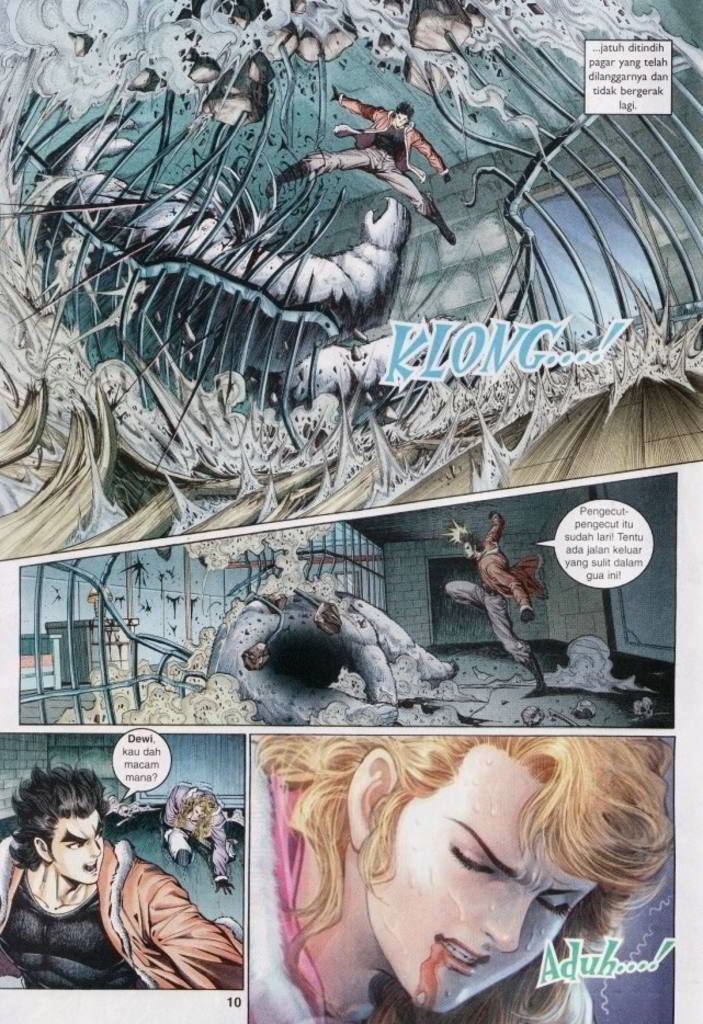 ...jatuh ditindih
pagar yang telah
dilanggarnya dan
tidak bergerak
lagi.
KLONG....!
Pengecut-
pengecut itu
sudah lari! Tentu
ada jalan keluar
yang sulit dalam
gua ini!
Dewi,
kau dah
macam
mana?
Aduh....!
10